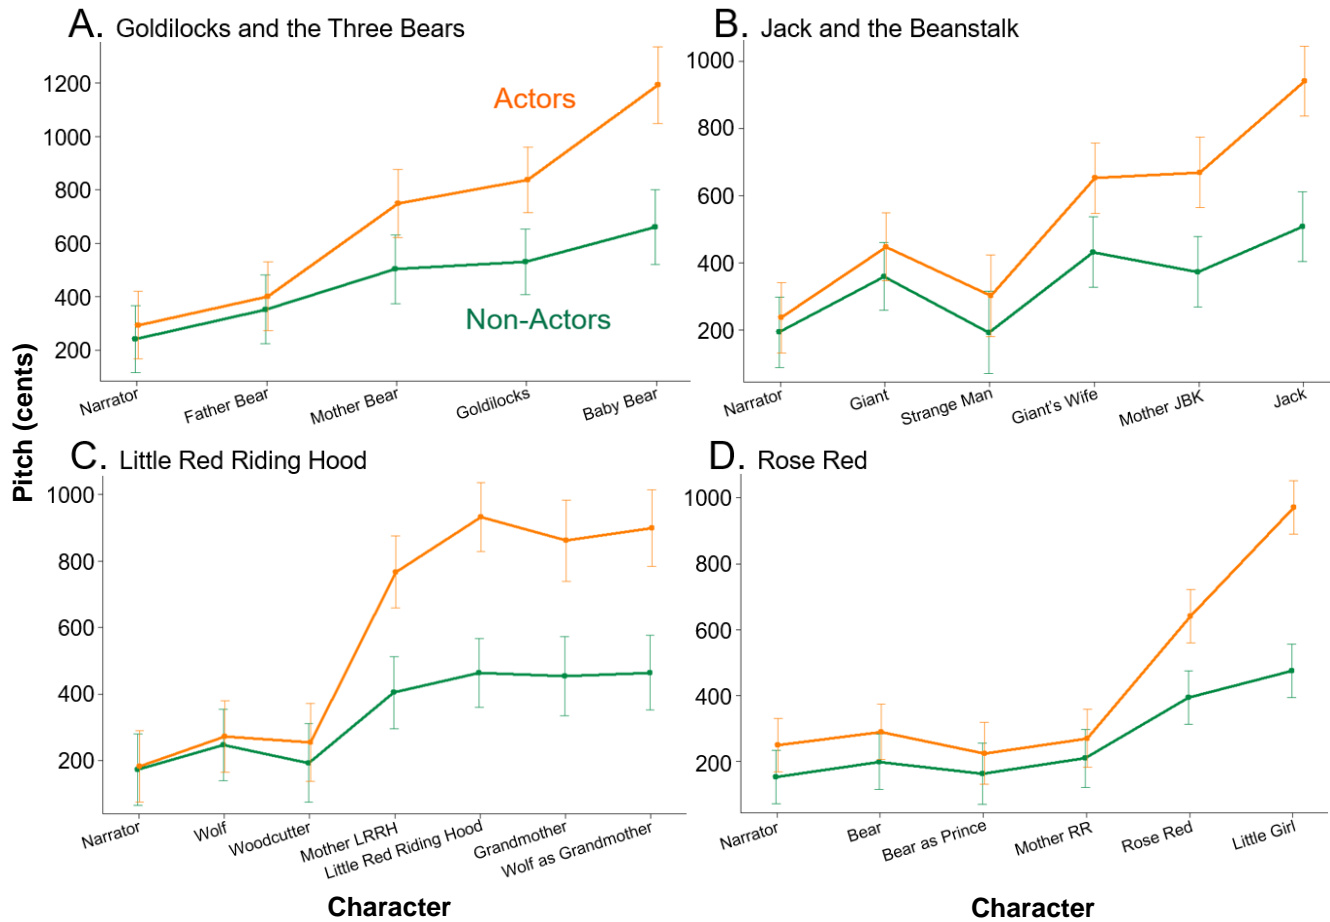 A. Goldilocks and the Three Bears
1200
1000
800
600
400
200
Actors
Non-Actors
Narrator
Father Bear
Mother Bear
Goldilocks
Baby Bear
B. Jack and the Beanstalk
1000
800
600
400
200
Narrator
Giant
Strange Man
Giant's Wife
Mother JBK
Jack
Pitch (cents)
C. Little Red Riding Hood
1000
800
600
400
200
Narrator
Wolf
Woodcutter
Mother LRRH
Little Red Riding Hood
Grandmother
Wolf as Grandmother
Character
D. Rose Red
1000
800
600
400
200
Narrator
Bear
Bear as Prince
Mother RR
Rose Red
Little Girl
Character